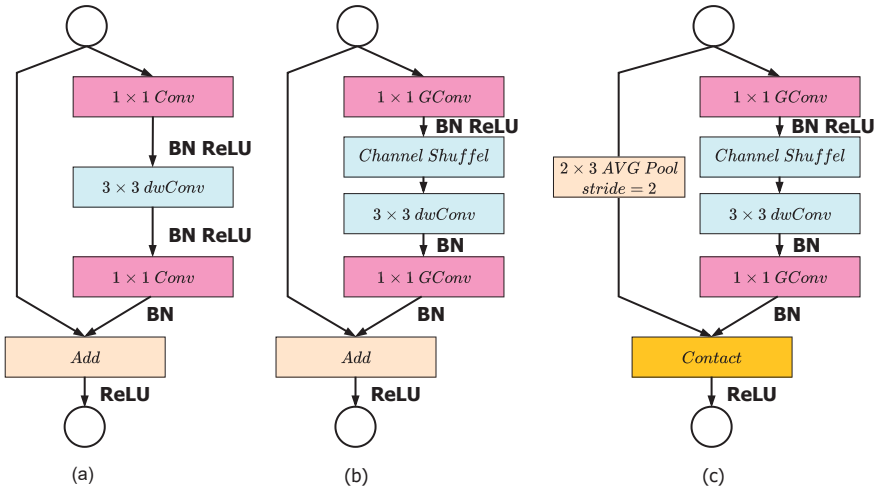 1 × 1 Conv
BN ReLU
3 × 3 dwConv
BN ReLU
1 × 1 Conv
BN
Add
ReLU
(a)
1 × 1 GConv
BN ReLU
Channel Shuffel
3 × 3 dwConv
BN
1 × 1 GConv
BN
Add
ReLU
(b)
1 × 1 GConv
BN ReLU
2 × 3 AVG Pool
stride = 2
Channel Shuffel
3 × 3 dwConv
BN
1 × 1 GConv
BN
Contact
ReLU
(c)